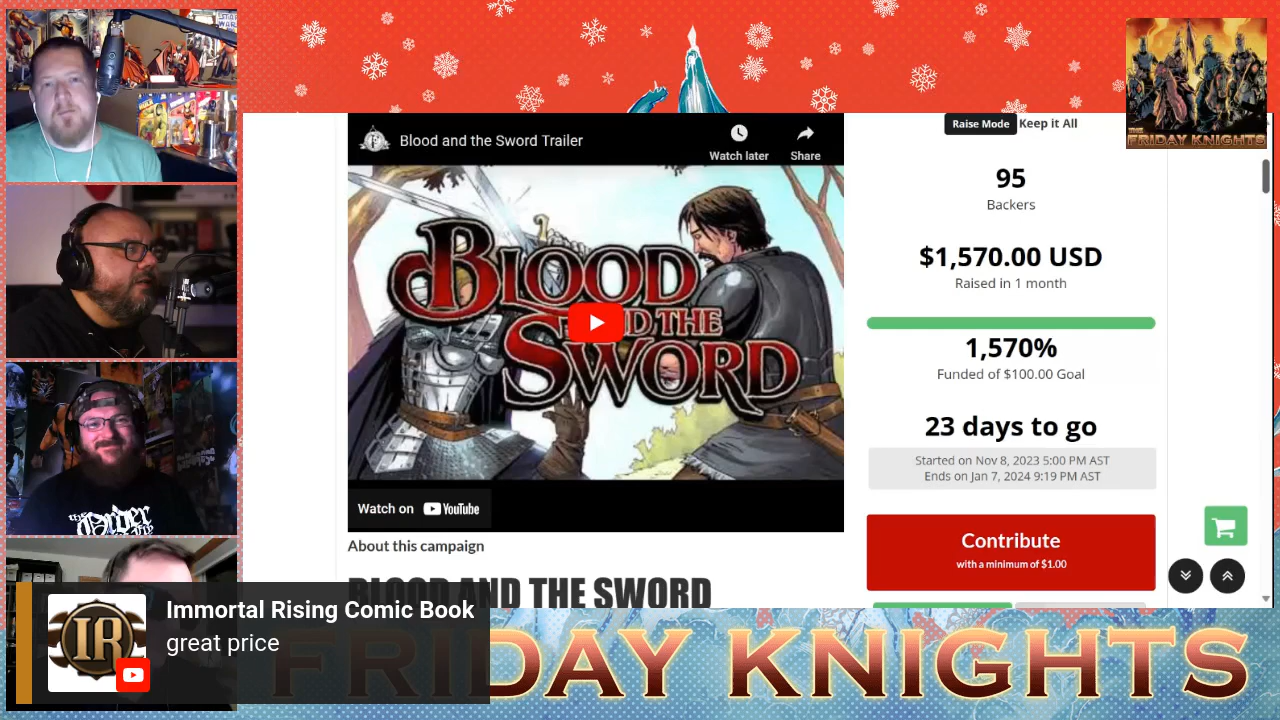 Blood and the Sword Trailer
Watch later
Share
BLOOD
AND THE
SWORD
Watch on YouTube
About this campaign
BLOOD AND THE SWORD
Raise Mode Keep it All
95
Backers
$1,570.00 USD
Raised in 1 month
1,570%
Funded of $100.00 Goal
23 days to go
Started on Nov 8, 2023 5:00 PM AST
Ends on Jan 7, 2024 9:19 PM AST
Contribute
with a minimum of $1.00
THE
FRIDAY KNIGHTS
the Order
IR
Immortal Rising Comic Book
great price
FRIDAY KNIGHTS